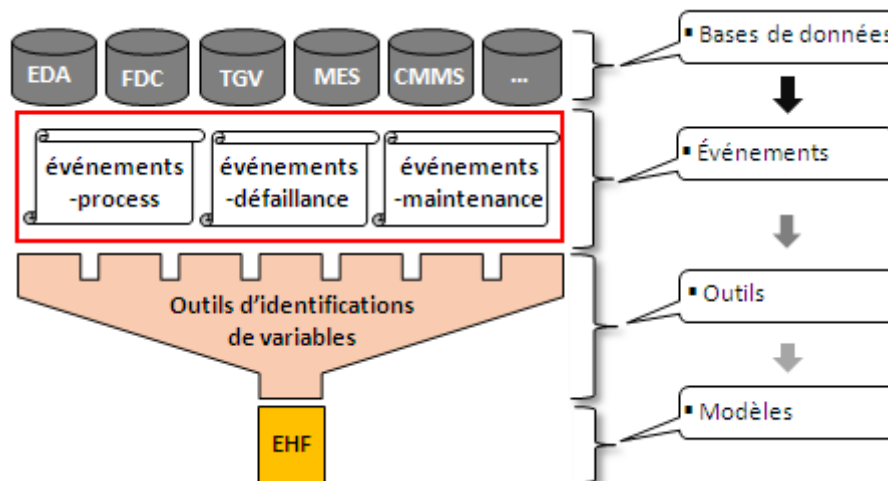 EDA FDC TGV MES CMMS ...
▪ Bases de données
événements
-process
événements
-défaillance
événements
-maintenance
▪ Événements
Outils d’identifications
de variables
▪ Outils
EHF
▪ Modèles